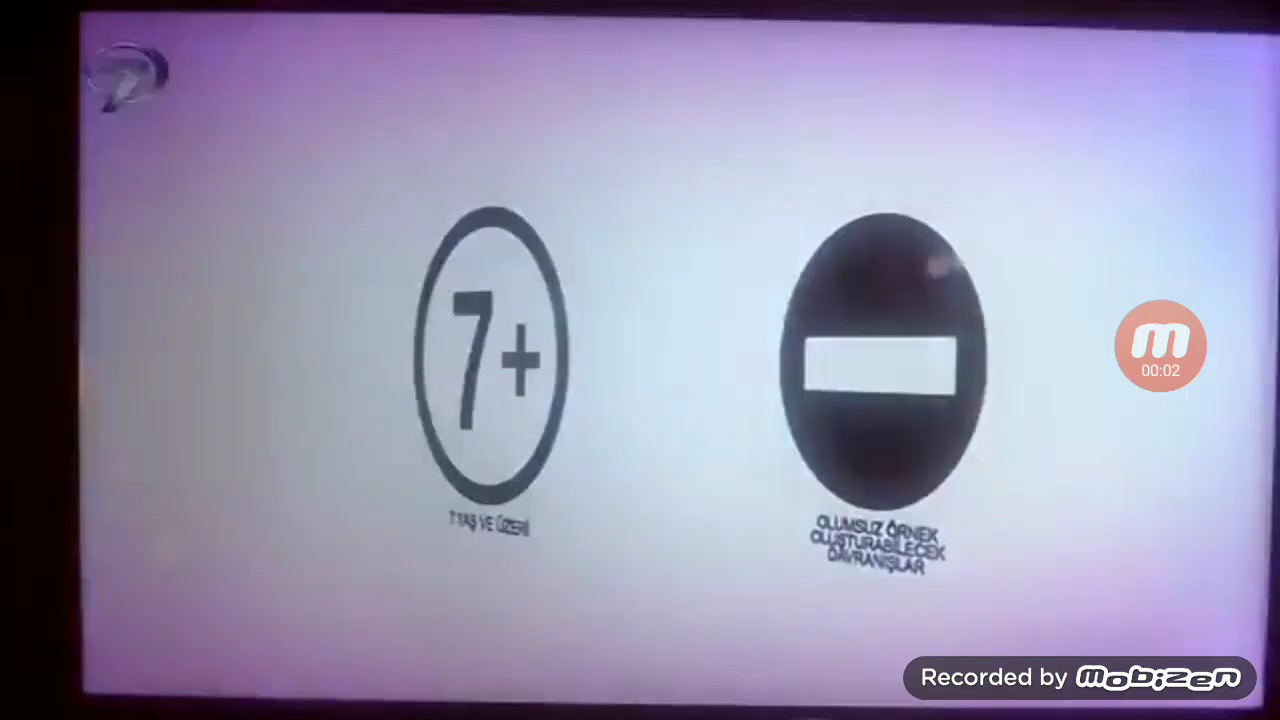 7+
7 YAŞ VE ÜZERİ
OLUMSUZ ÖRNEK
OLUŞTURABİLECEK
DAVRANIŞLAR
m
00:02
Recorded by mobizen